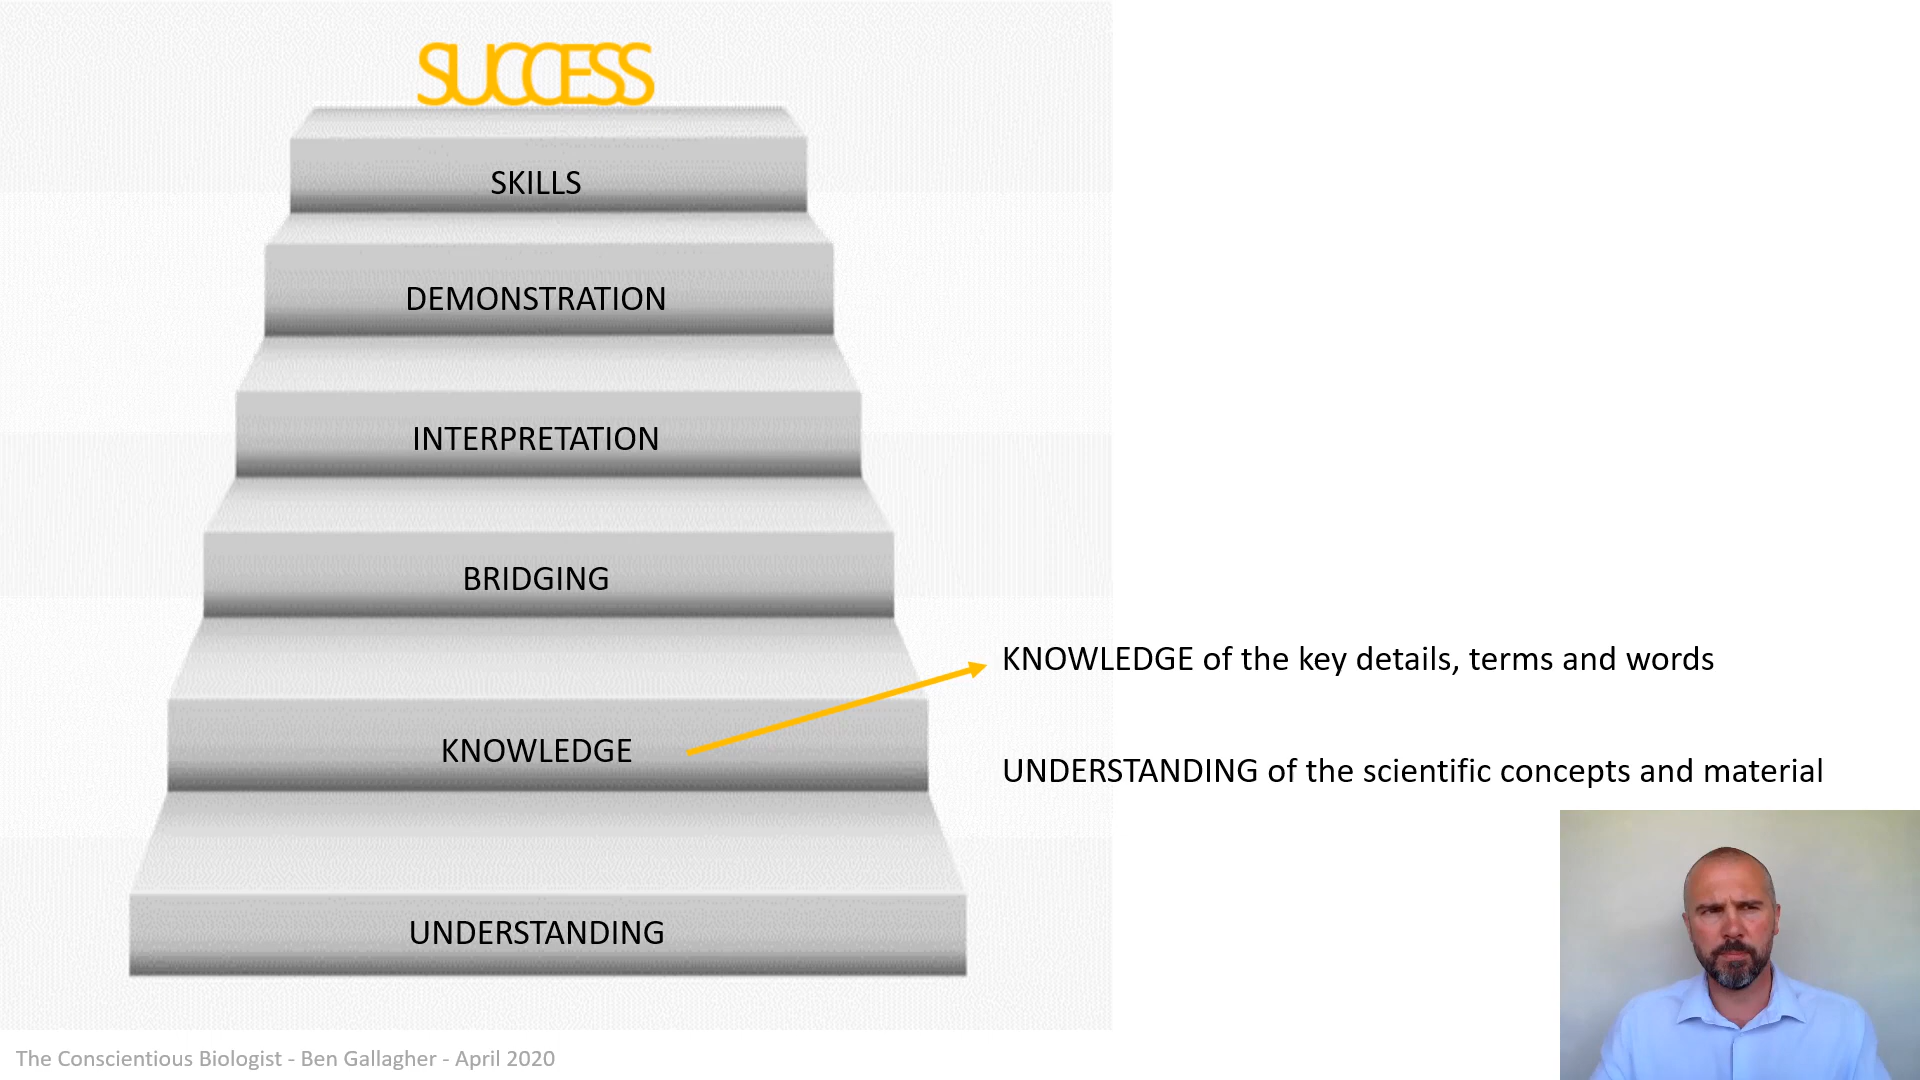 SUCCESS
SKILLS
DEMONSTRATION
INTERPRETATION
BRIDGING
KNOWLEDGE of the key details, terms and words
KNOWLEDGE
UNDERSTANDING of the scientific concepts and material
UNDERSTANDING
The Conscientious Biologist - Ben Gallagher - April 2020